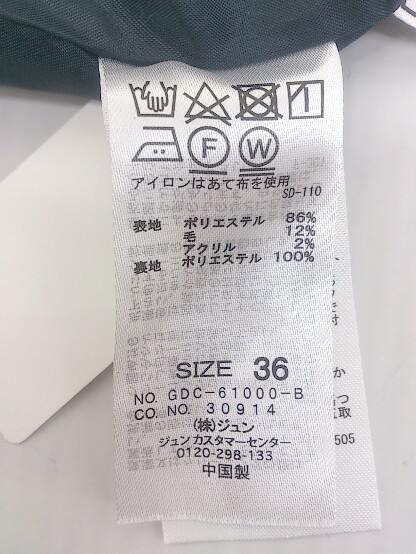 F W
アイロンはあて布を使用
SD-110
表地 ポリエステル 86%
毛 12%
アクリル 2%
裏地 ポリエステル 100%
SIZE 36
NO. GDC-61000-B
CO. NO. 30914
(株)ジュン
ジュンカスタマーセンター
0120-298-133
中国製
505